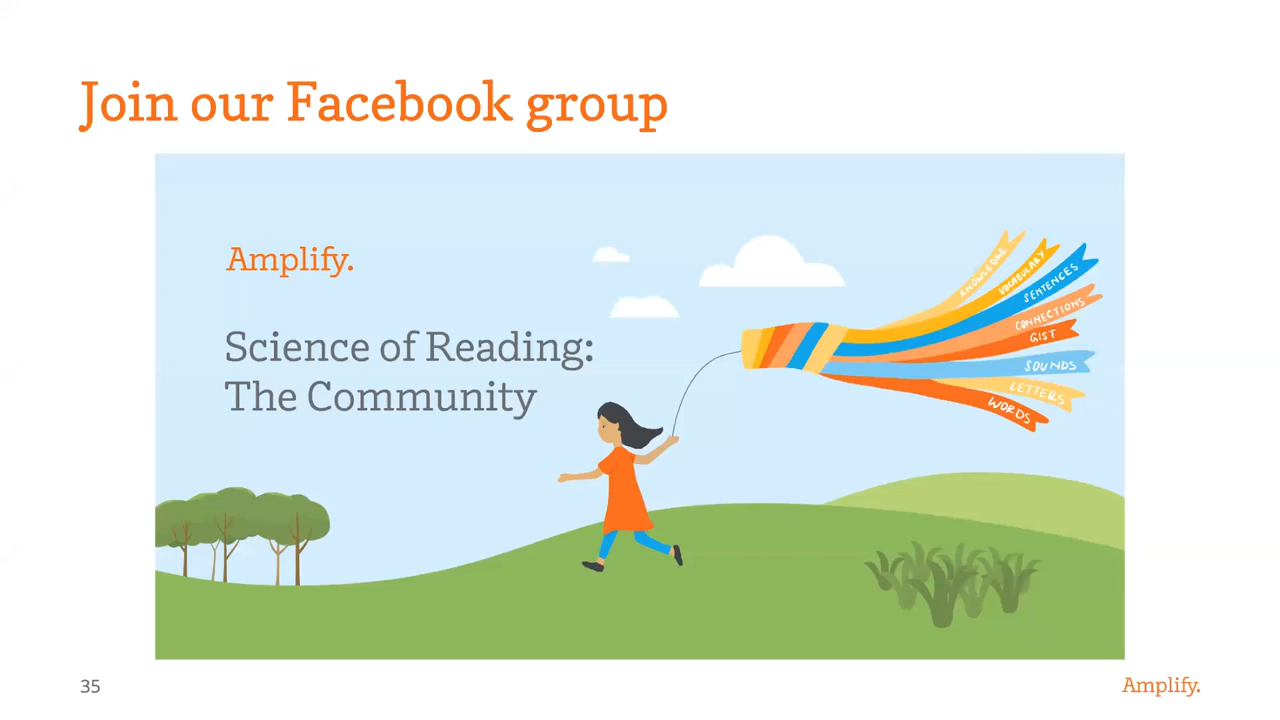 Join our Facebook group
Amplify.
Science of Reading:
The Community
KNOWLEDGE
VOCABULARY
SENTENCES
CONNECTIONS
GIST
SOUNDS
LETTERS
WORDS
35
Amplify.